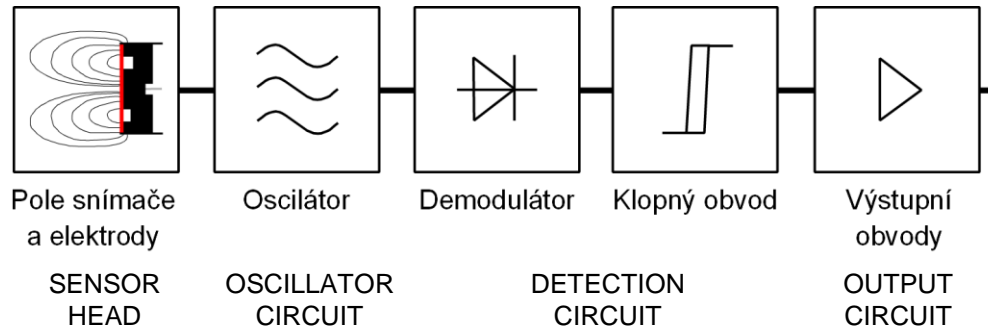 Pole snímače
a elektrody
Oscilátor
Demodulátor
Klopný obvod
Výstupní
obvody
SENSOR
HEAD
OSCILLATOR
CIRCUIT
DETECTION
CIRCUIT
OUTPUT
CIRCUIT